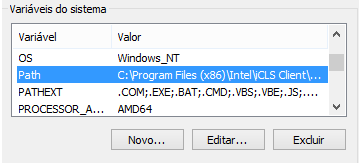 Variáveis do sistema
Variável Valor
OS Windows_NT
Path C:\Program Files (x86)\Intel\iCLS Client\...
PATHEXT .COM;.EXE;.BAT;.CMD;.VBS;.VBE;.JS;....
PROCESSOR_A... AMD64
Novo... Editar... Excluir